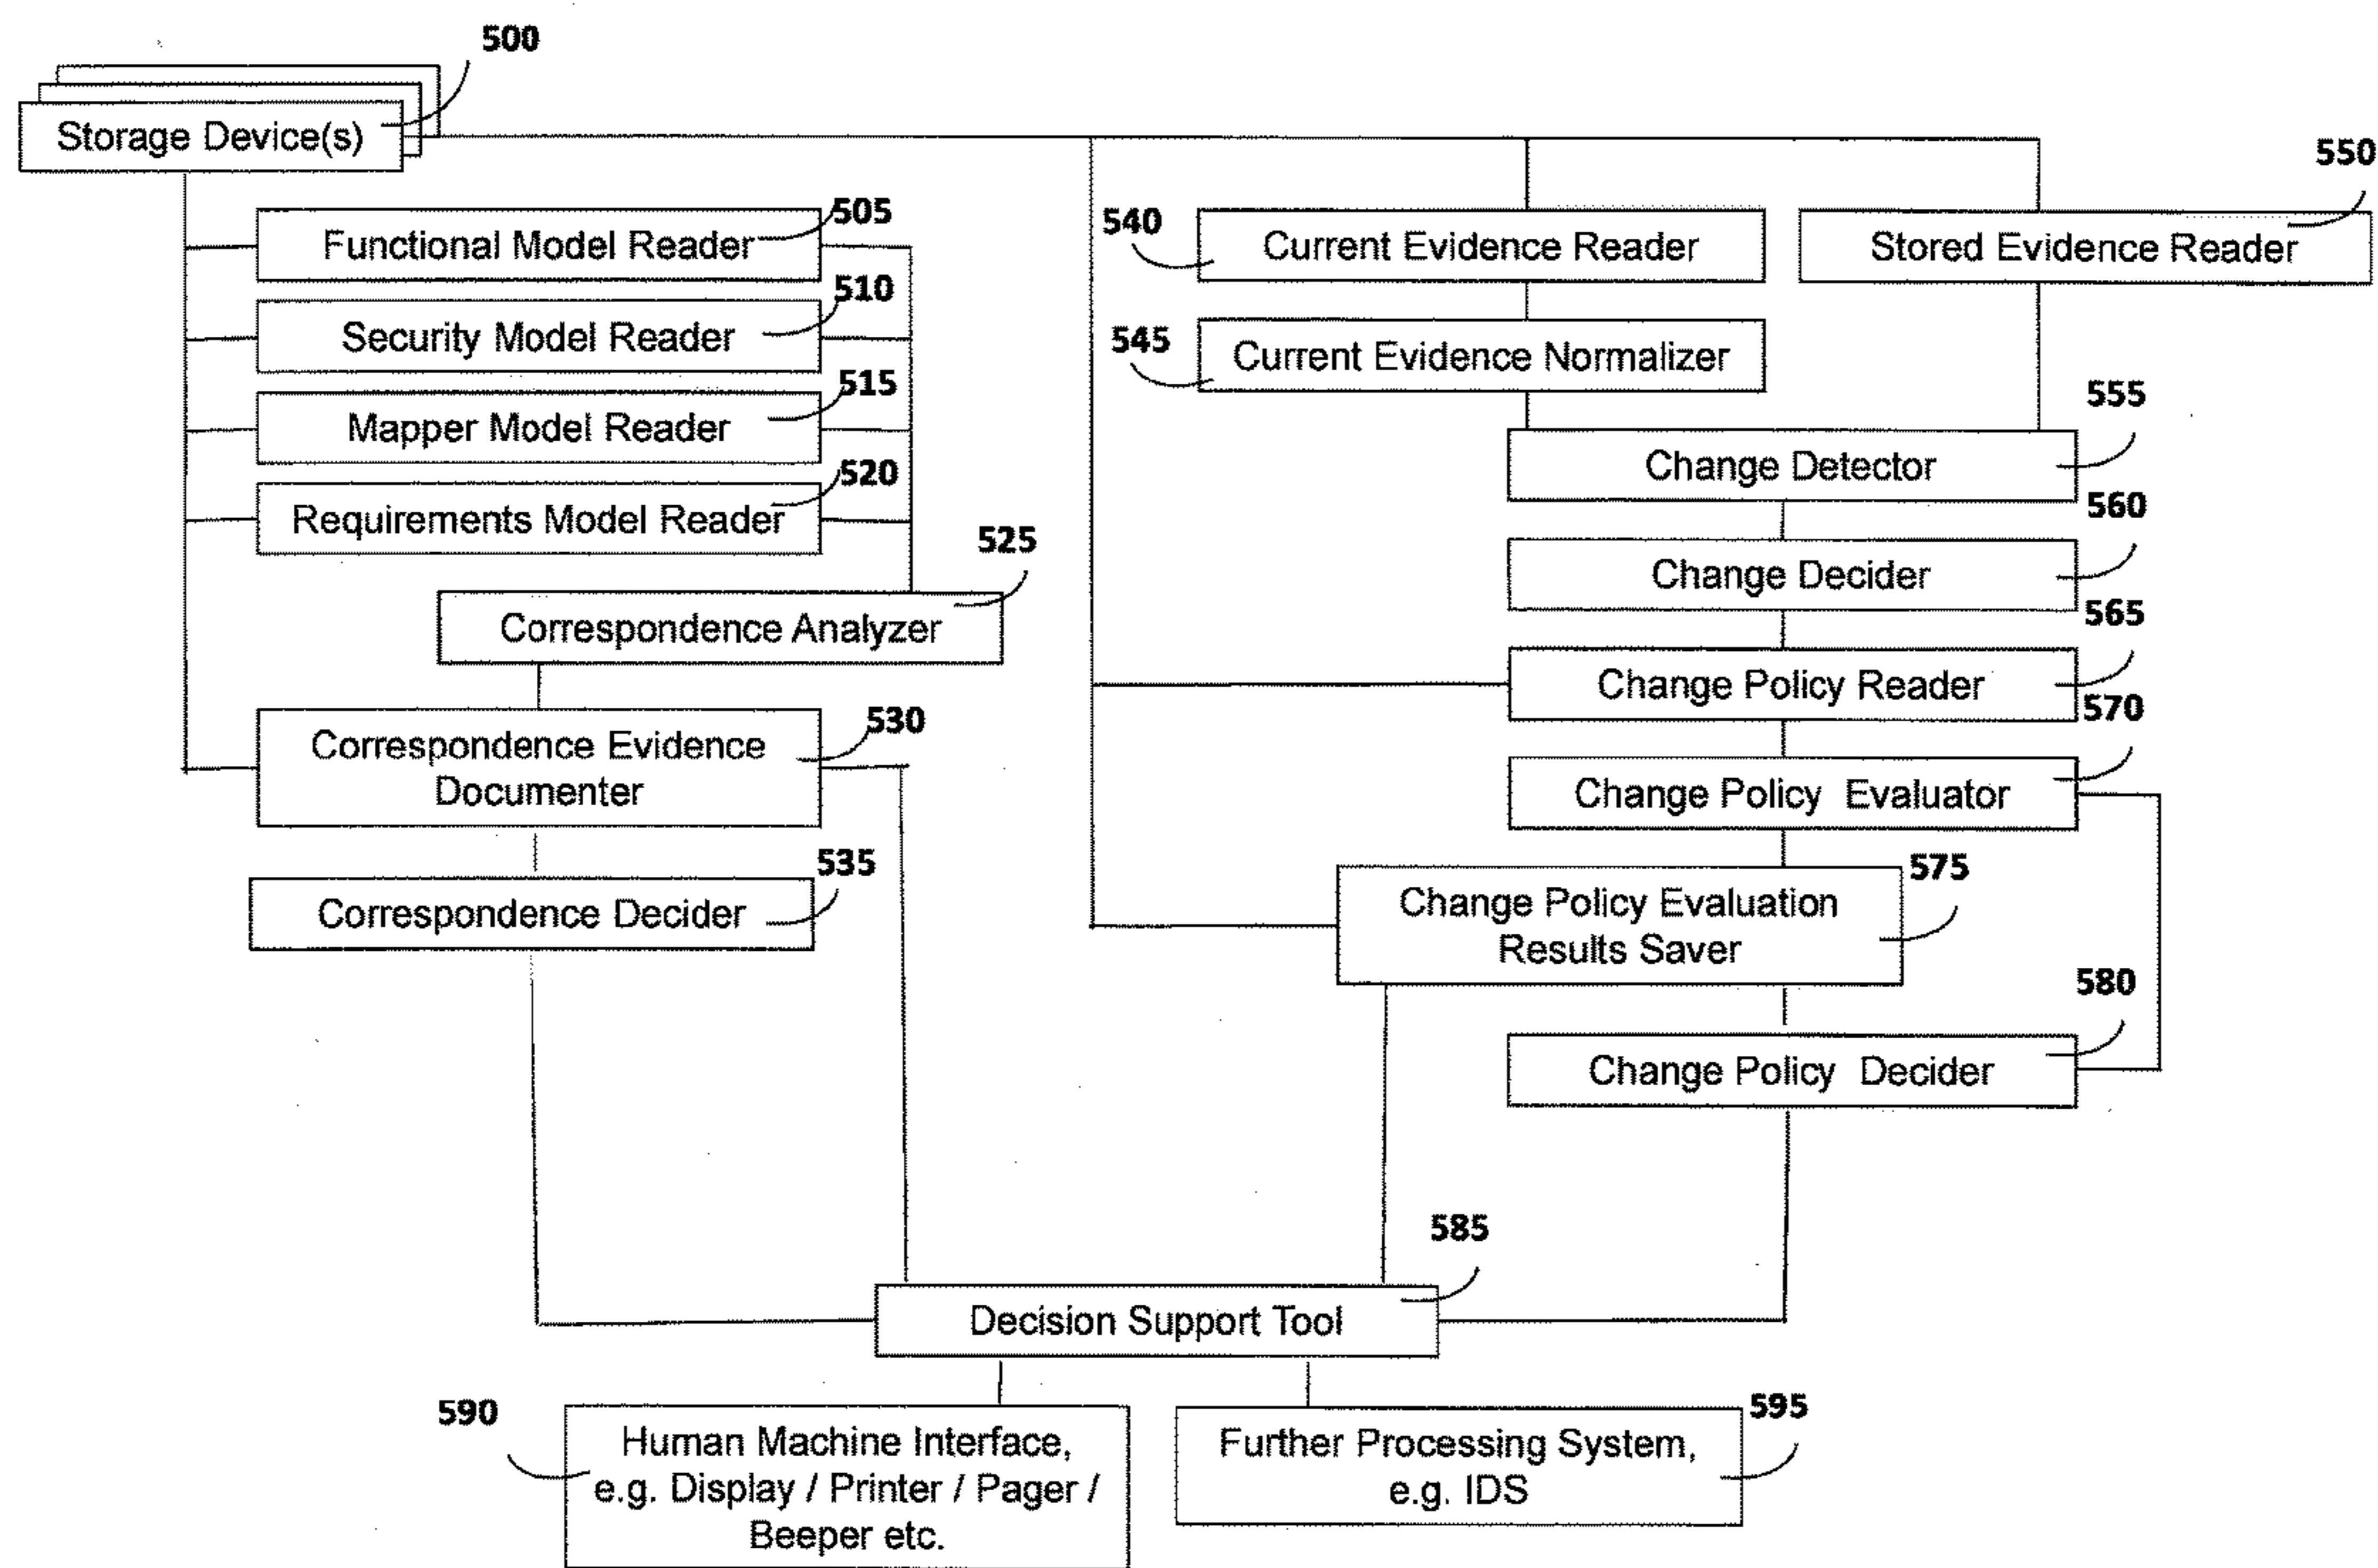 500
Storage Device(s)
550
505
540
Functional Model Reader
Current Evidence Reader
Stored Evidence Reader
510
Security Model Reader
545
Current Evidence Normalizer
515
555
Mapper Model Reader
Change Detector
520
560
Requirements Model Reader
525
Change Decider
565
Correspondence Analyzer
Change Policy Reader
570
530
Correspondence Evidence
Documenter
Change Policy Evaluator
535
575
Correspondence Decider
Change Policy Evaluation
Results Saver
580
Change Policy Decider
585
Decision Support Tool
590
595
Human Machine Interface,
e.g. Display / Printer / Pager /
Beeper etc.
Further Processing System,
e.g. IDS